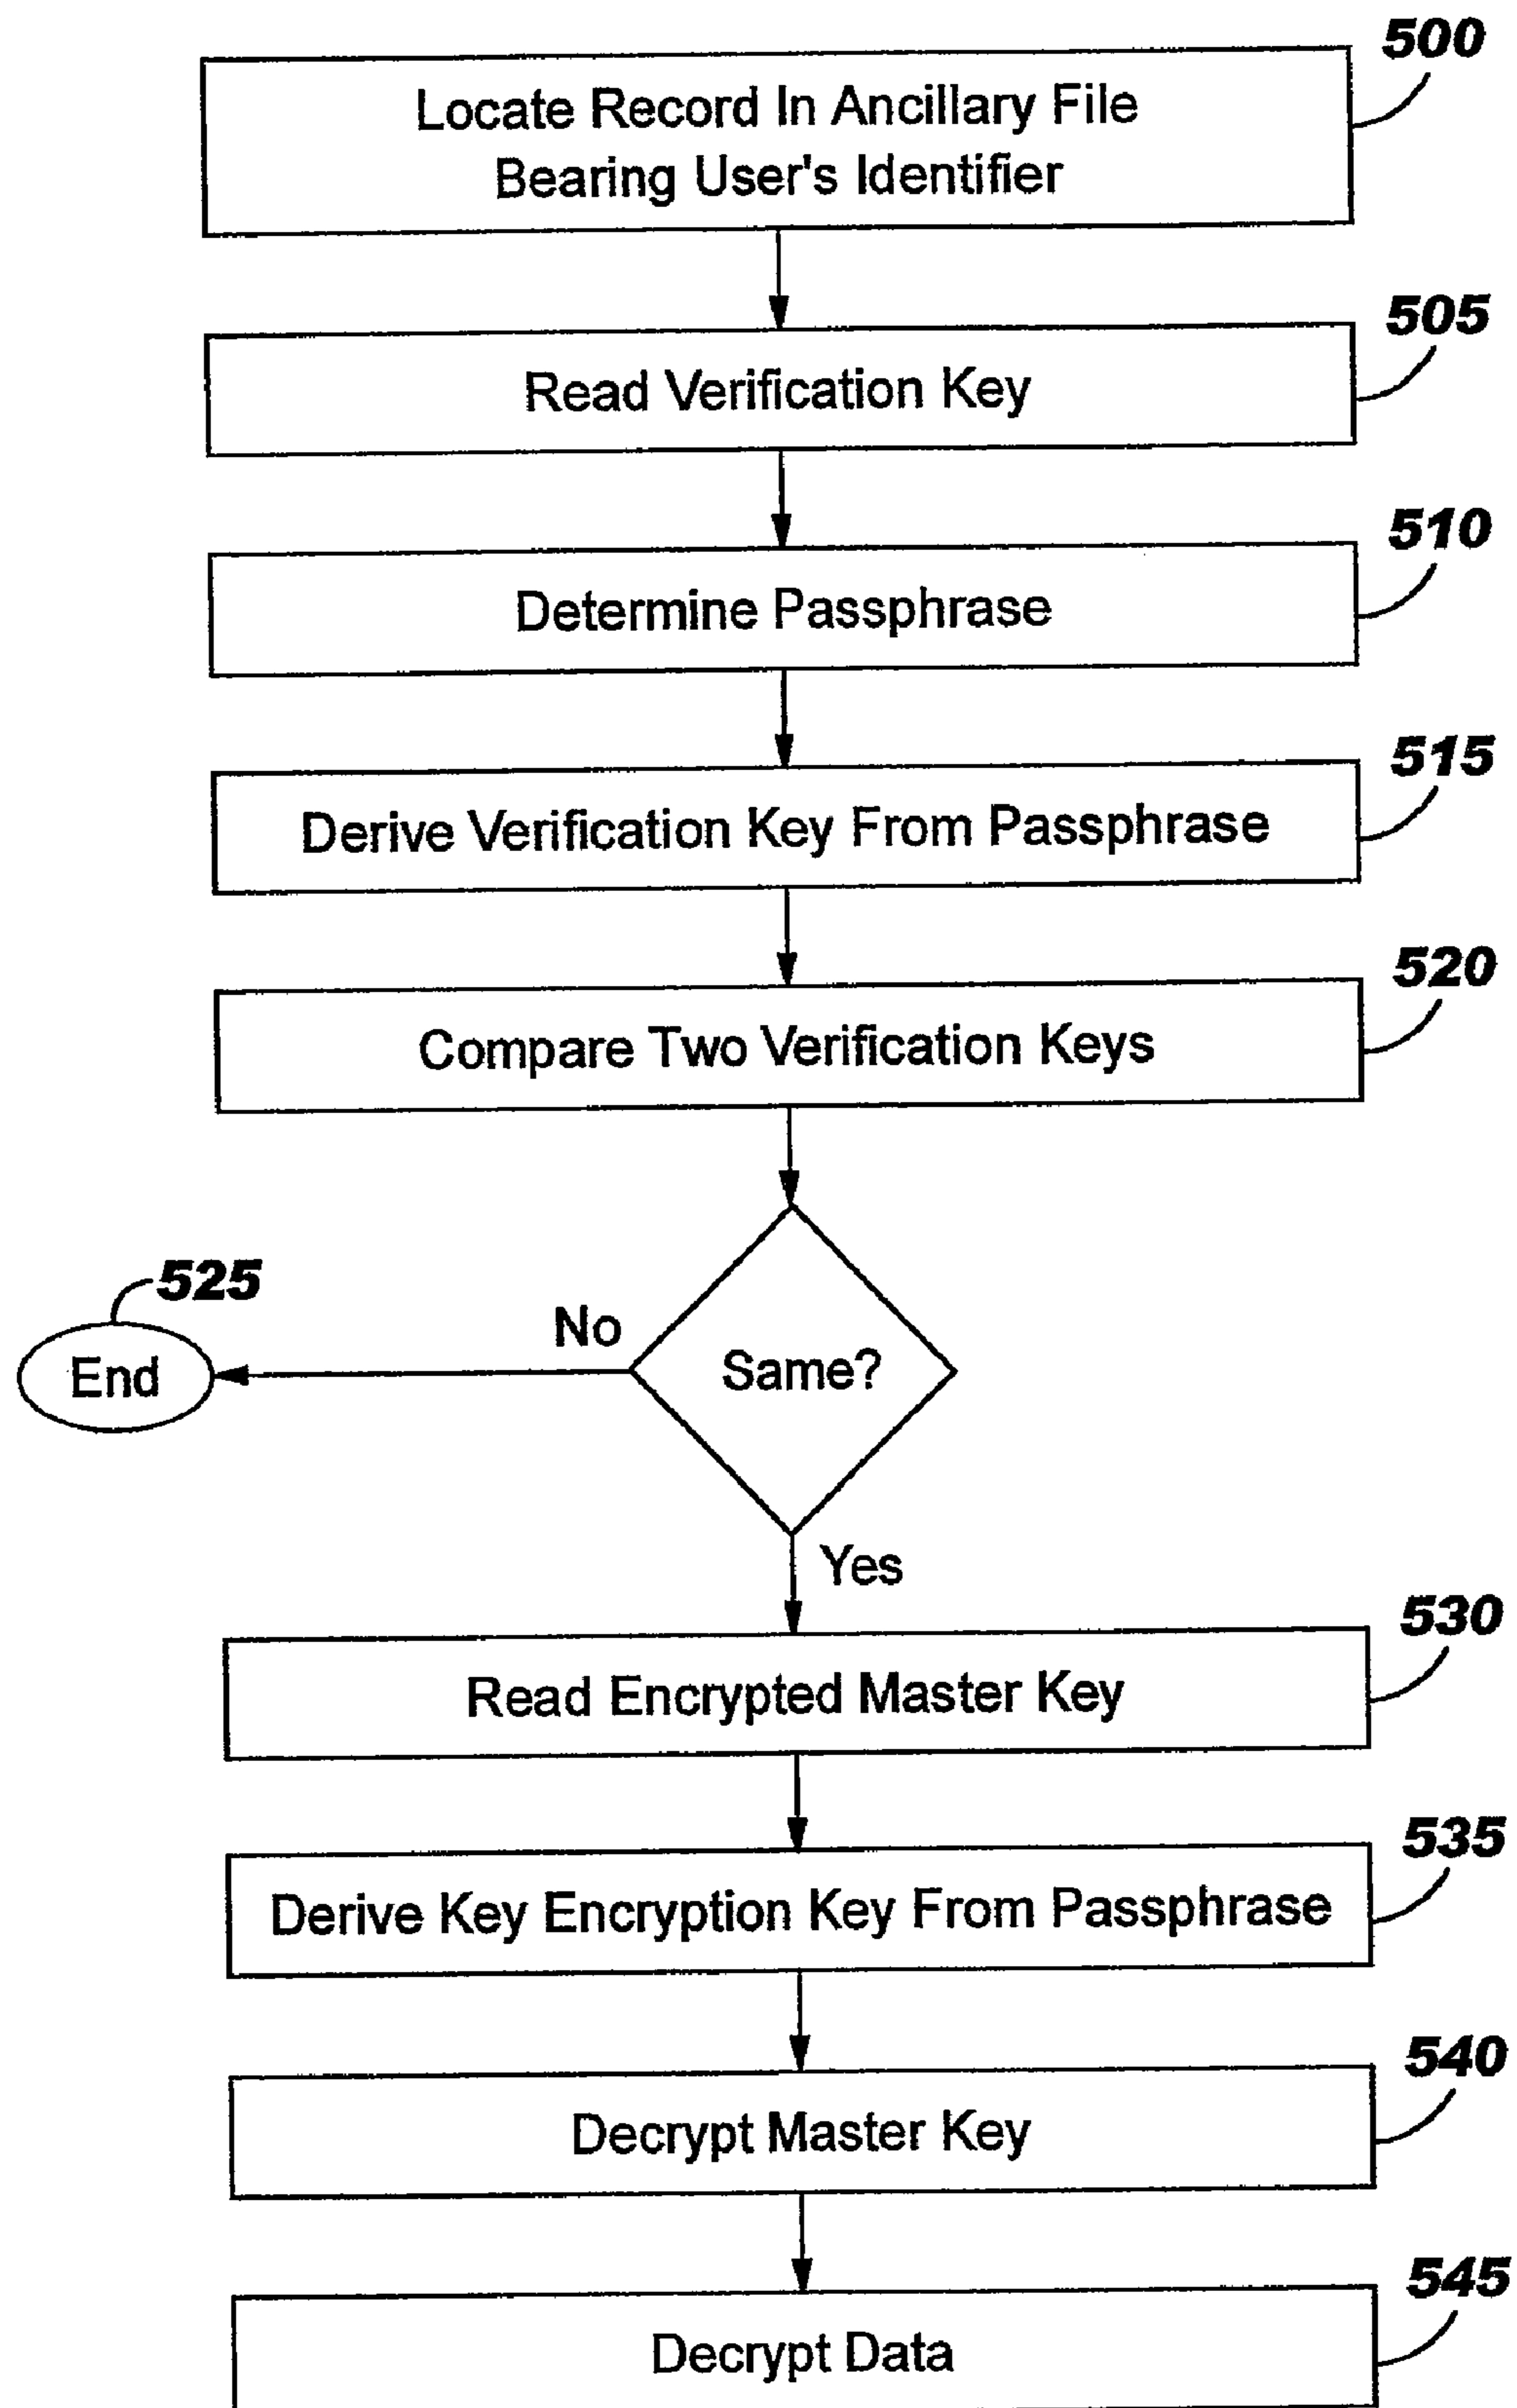 500
Locate Record In Ancillary File
Bearing User's Identifier
505
Read Verification Key
510
Determine Passphrase
515
Derive Verification Key From Passphrase
520
Compare Two Verification Keys
525
End
No
Same?
Yes
530
Read Encrypted Master Key
535
Derive Key Encryption Key From Passphrase
540
Decrypt Master Key
545
Decrypt Data